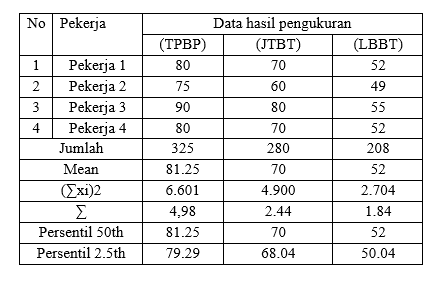 No Pekerja Data hasil pengukuran
(TPBP) (JTBT) (LBBT)
1 Pekerja 1 80 70 52
2 Pekerja 2 75 60 49
3 Pekerja 3 90 80 55
4 Pekerja 4 80 70 52
Jumlah 325 280 208
Mean 81.25 70 52
(∑xi)2 6.601 4.900 2.704
∑ 4,98 2.44 1.84
Persentil 50th 81.25 70 52
Persentil 2.5th 79.29 68.04 50.04